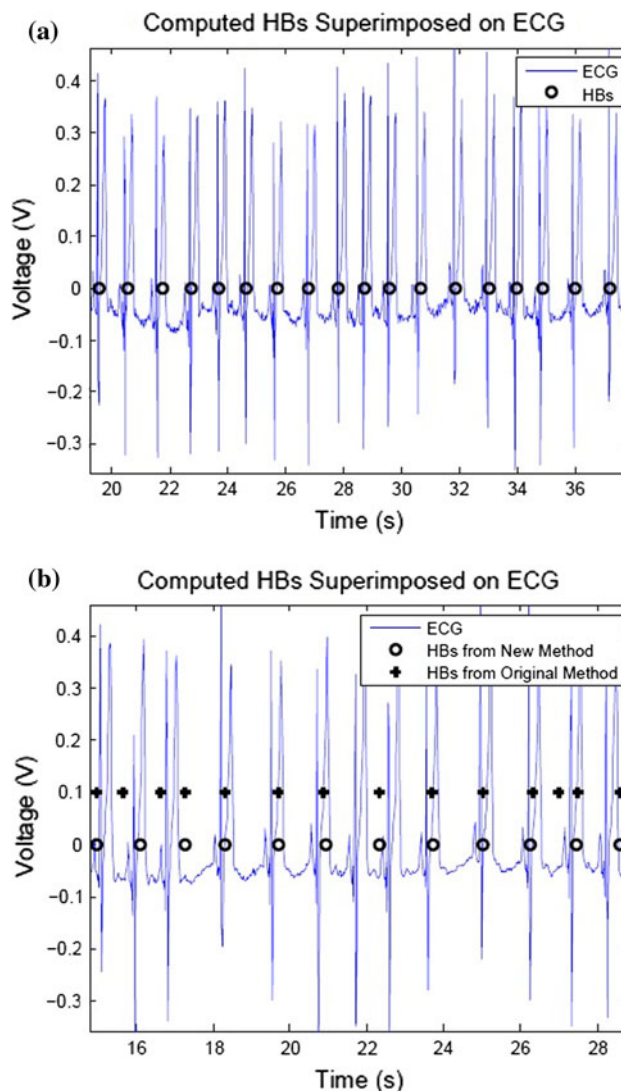 (a) Computed HBs Superimposed on ECG
ECG
HBs
0.4
0.3
0.2
0.1
0
−0.1
−0.2
−0.3
Voltage (V)
20 22 24 26 28 30 32 34 36
Time (s)
(b) Computed HBs Superimposed on ECG
ECG
HBs from New Method
HBs from Original Method
0.4
0.3
0.2
0.1
0
−0.1
−0.2
−0.3
Voltage (V)
16 18 20 22 24 26 28
Time (s)